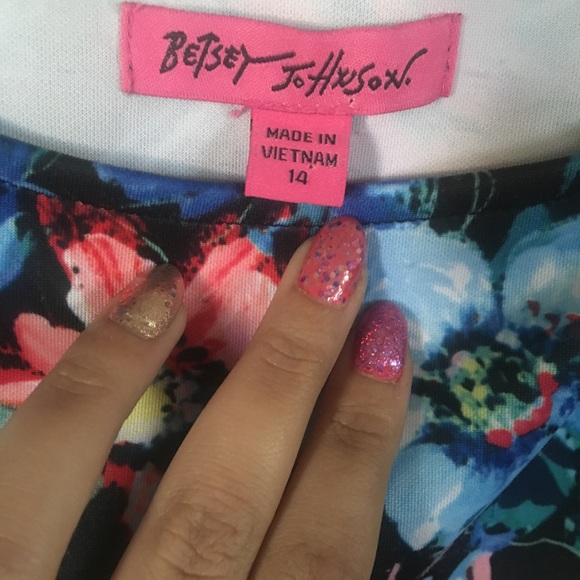 BETSEY JOHNSON.
MADE IN
VIETNAM
14